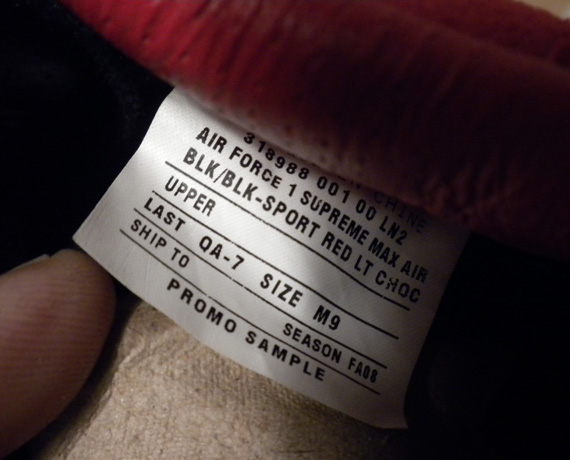 318988 001 00 LN2
AIR FORCE 1 SUPREME MAX AIR
BLK/BLK-SPORT RED LT CHOC
UPPER
LAST QA-7 SIZE M9
SHIP TO
SEASON FA08
PROMO SAMPLE